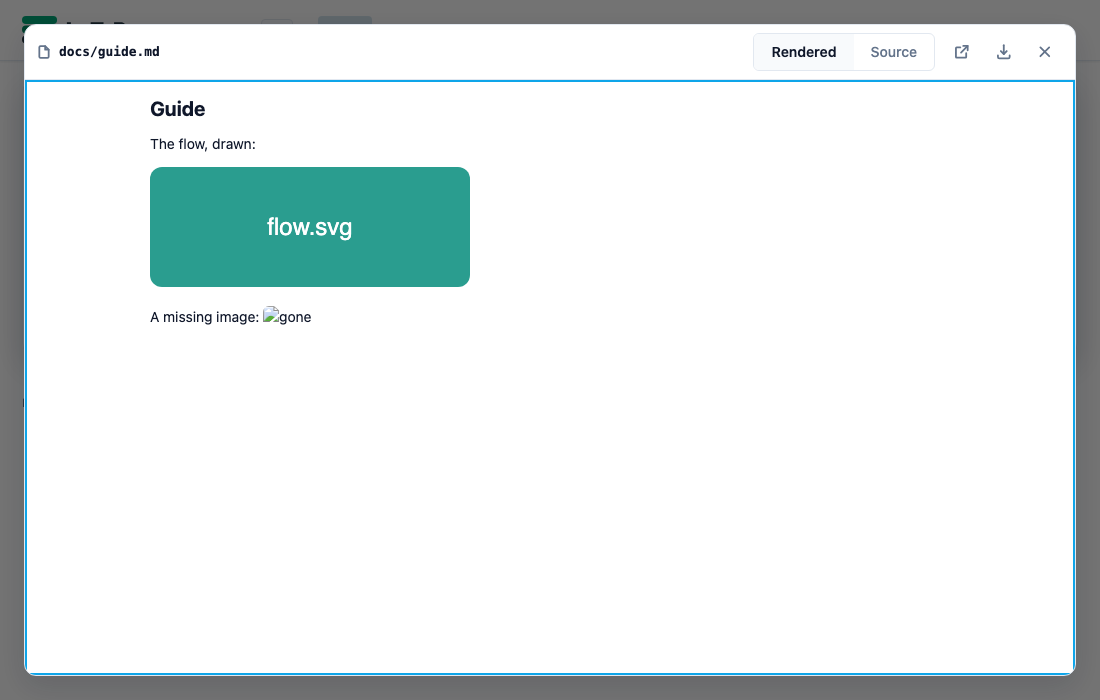 docs/guide.md
Rendered
Source
Guide
The flow, drawn:
flow.svg
A missing image: gone